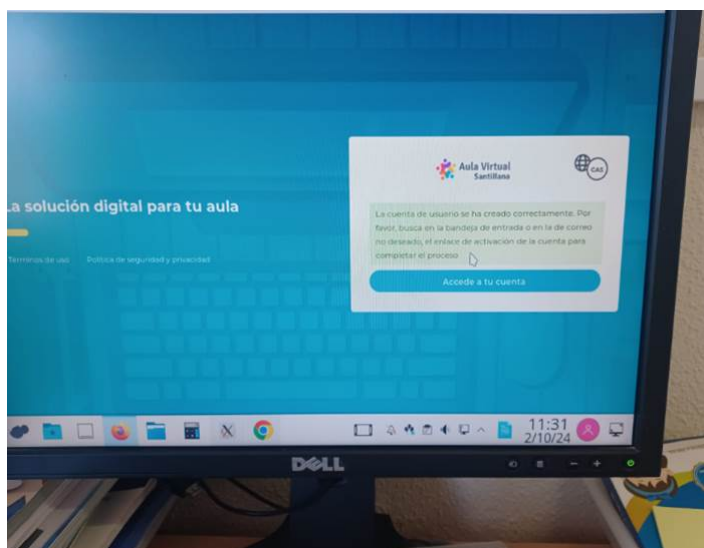 Aula Virtual
Santillana
CAS
La solución digital para tu aula
La cuenta de usuario se ha creado correctamente. Por
favor, busca en la bandeja de entrada o en la de correo
no deseado, el enlace de activación de la cuenta para
completar el proceso
Términos de uso Política de seguridad y privacidad
Accede a tu cuenta
11:31
2/10/24
DELL